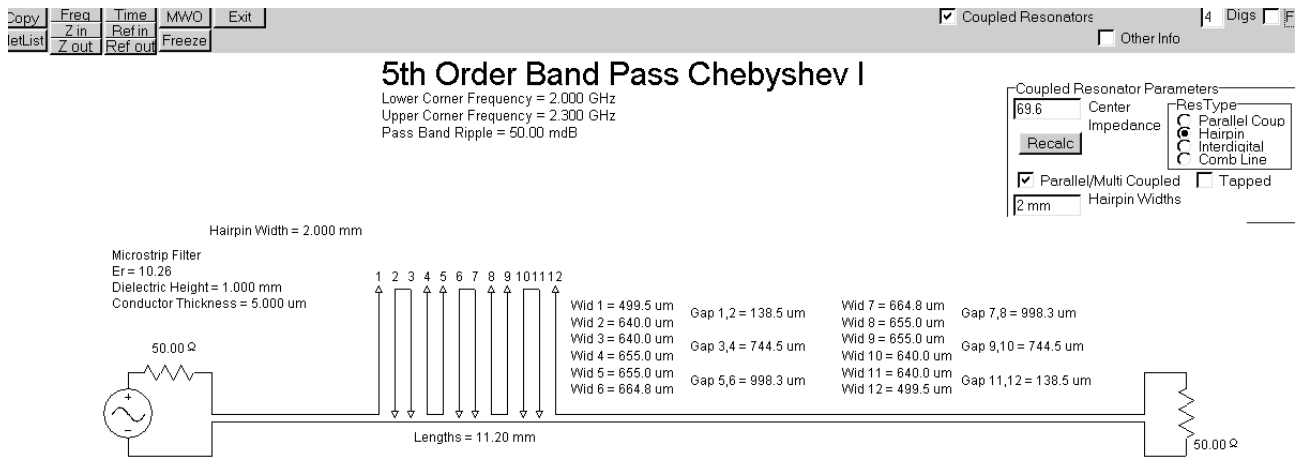 Copy Freq Time MWO Exit
Z in Ref in
Z out Ref out Freeze
Coupled Resonators 4 Digs F
Other Info
5th Order Band Pass Chebyshev I
Lower Corner Frequency = 2.000 GHz
Upper Corner Frequency = 2.300 GHz
Pass Band Ripple = 50.00 mdB
Coupled Resonator Parameters
69.6 Center Impedance
Recalc
ResType
Parallel Coup
Hairpin
Interdigital
Comb Line
Parallel/Multi Coupled Tapped
2 mm Hairpin Widths
Hairpin Width = 2.000 mm
Microstrip Filter
Er = 10.26
Dielectric Height = 1.000 mm
Conductor Thickness = 5.000 um
1 2 3 4 5 6 7 8 9 10 11 12
Wid 1 = 499.5 um
Wid 2 = 640.0 um
Wid 3 = 640.0 um
Wid 4 = 655.0 um
Wid 5 = 655.0 um
Wid 6 = 664.8 um
Gap 1,2 = 138.5 um
Gap 3,4 = 744.5 um
Gap 5,6 = 998.3 um
Wid 7 = 664.8 um
Wid 8 = 655.0 um
Wid 9 = 655.0 um
Wid 10 = 640.0 um
Wid 11 = 640.0 um
Wid 12 = 499.5 um
Gap 7,8 = 998.3 um
Gap 9,10 = 744.5 um
Gap 11,12 = 138.5 um
50.00 Ω
Lengths = 11.20 mm
50.00 Ω